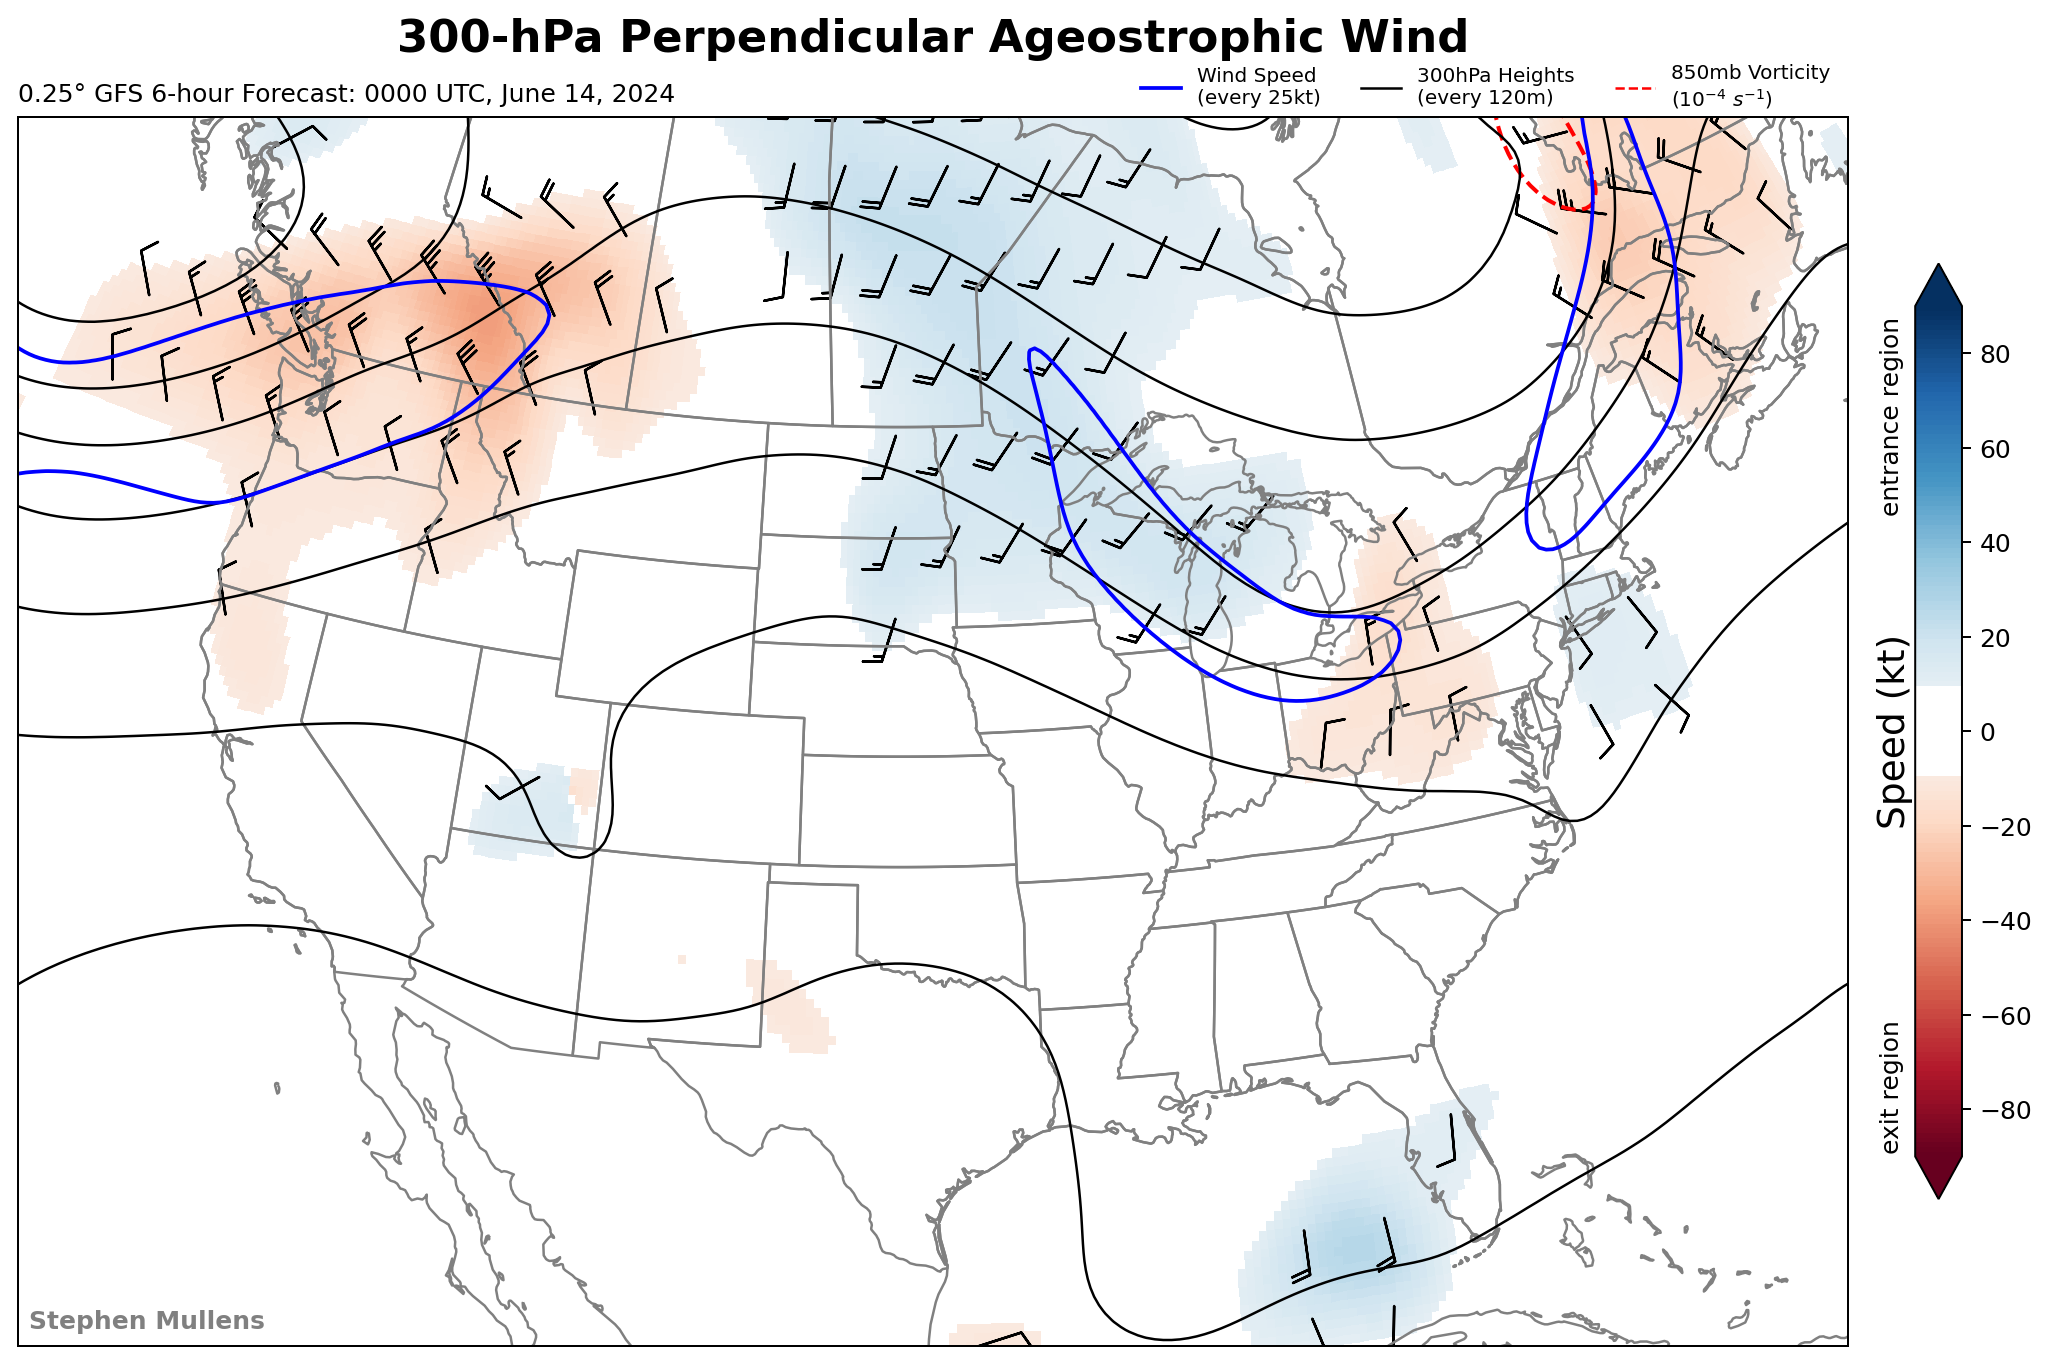 300-hPa Perpendicular Ageostrophic Wind
0.25° GFS 6-hour Forecast: 0000 UTC, June 14, 2024
Wind Speed
(every 25kt)
300hPa Heights
(every 120m)
850mb Vorticity
(10⁻⁴ s⁻¹)
entrance region
Speed (kt)
exit region
80
60
40
20
0
−20
−40
−60
−80
Stephen Mullens